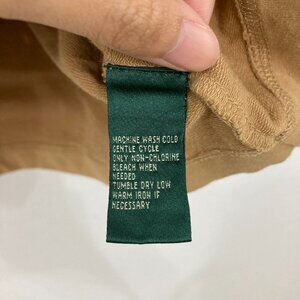 MACHINE WASH COLD
GENTLE CYCLE
ONLY NON-CHLORINE
BLEACH WHEN
NEEDED
TUMBLE DRY LOW
WARM IRON IF
NECESSARY